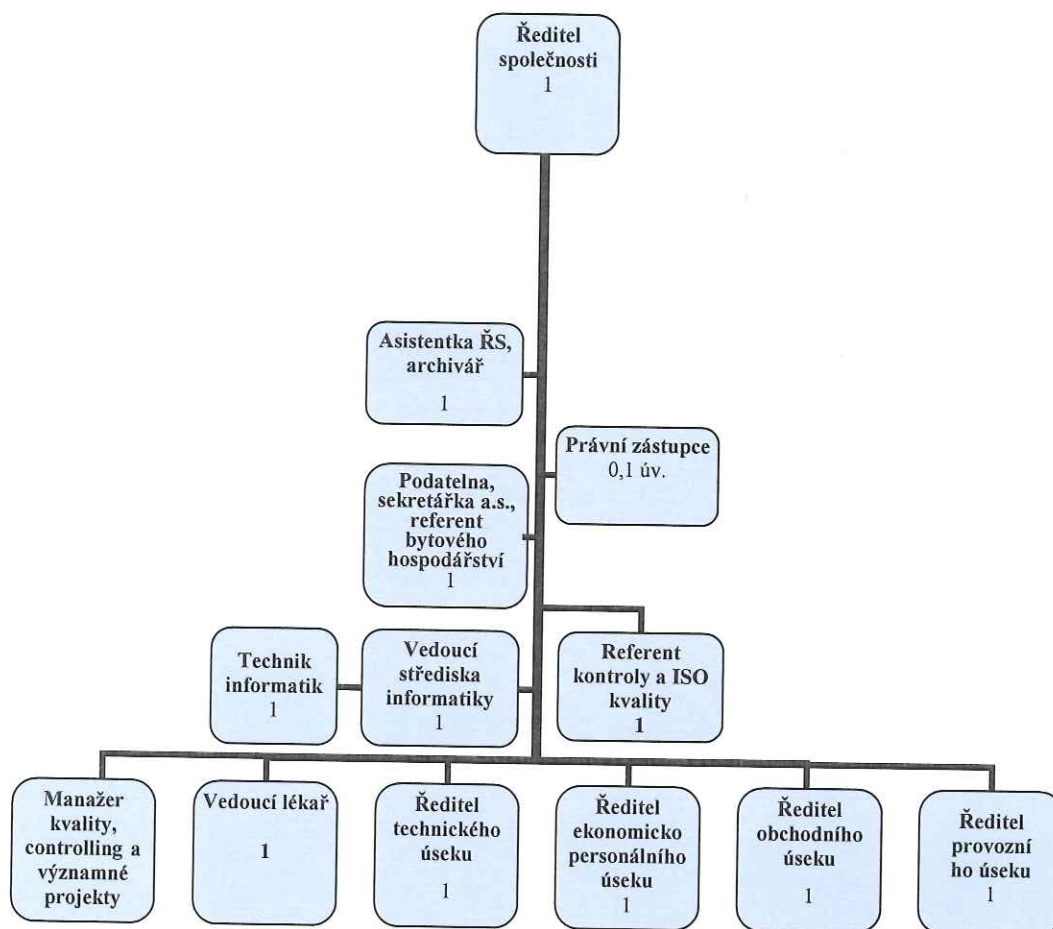 Ředitel
společnosti
1
Asistentka ŘS,
archivář
1
Právní zástupce
0,1 úv.
Podatelna,
sekretářka a.s.,
referent
bytového
hospodářství
1
Technik
informatik
1
Vedoucí
střediska
informatiky
1
Referent
kontroly a ISO
kvality
1
Manažer
kvality,
controlling a
významné
projekty
Vedoucí lékař
1
Ředitel
technického
úseku
1
Ředitel
ekonomicko
personálního
úseku
1
Ředitel
obchodního
úseku
1
Ředitel
provozní
ho úseku
1